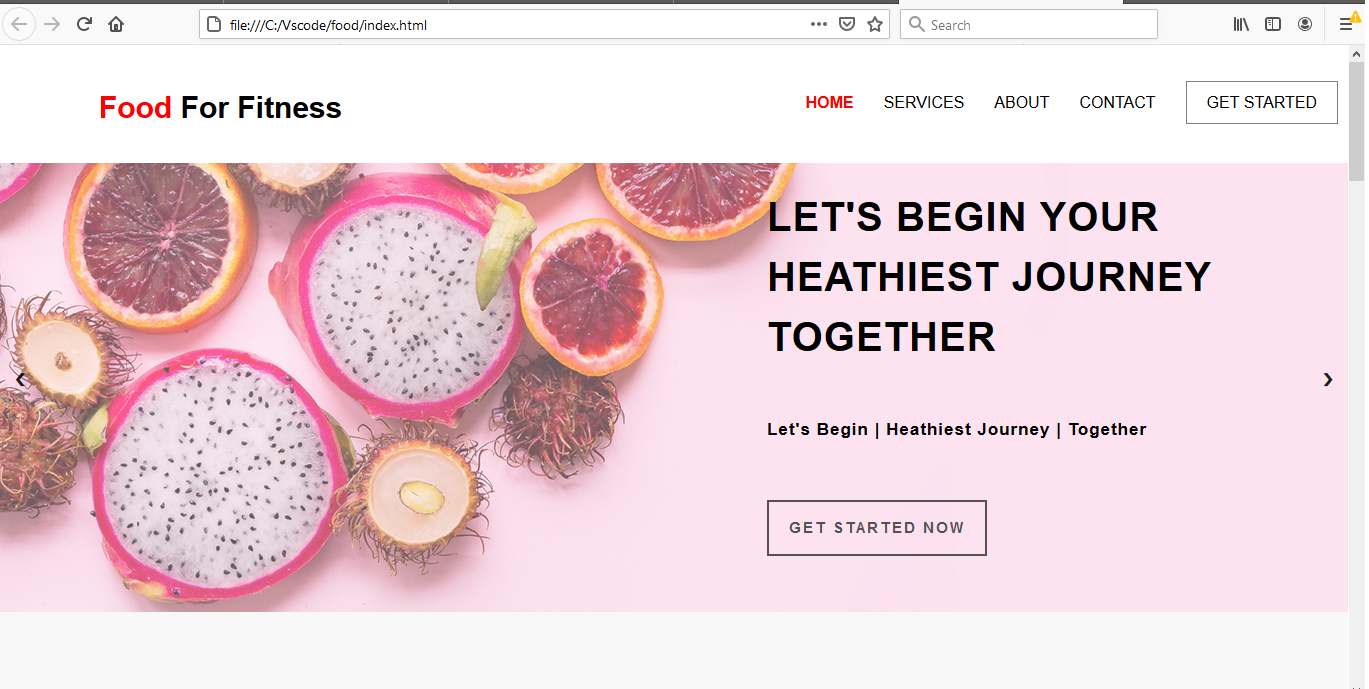 file:///C:/Vscode/food/index.html
Search
Food For Fitness
HOME SERVICES ABOUT CONTACT GET STARTED
LET'S BEGIN YOUR
HEATHIEST JOURNEY
TOGETHER
Let's Begin | Heathiest Journey | Together
GET STARTED NOW